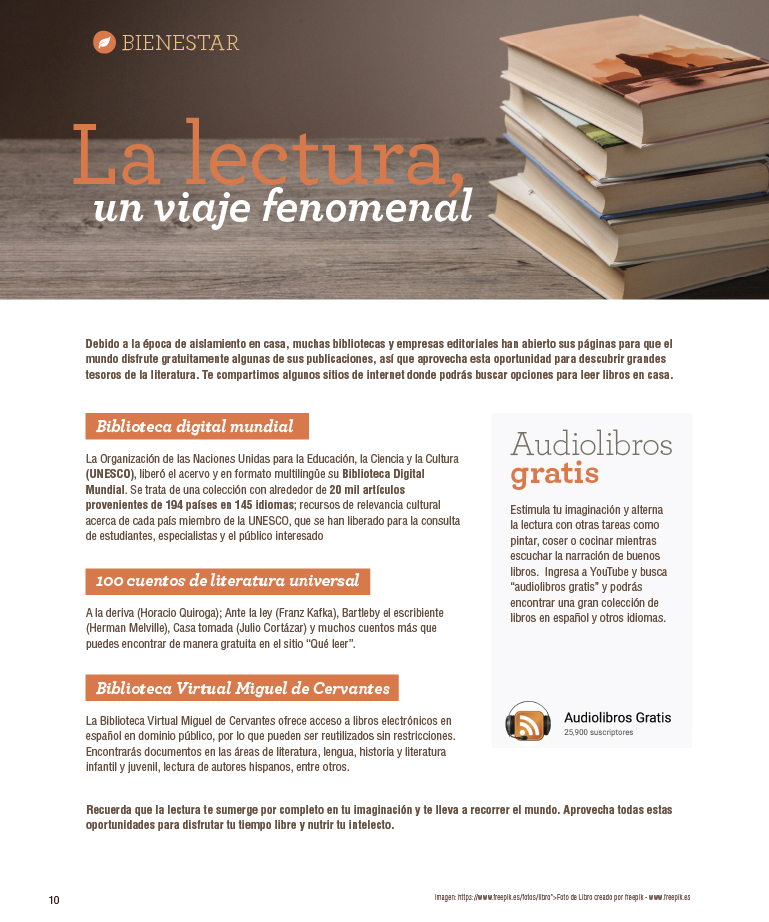 BIENESTAR
La lectura,
un viaje fenomenal
Debido a la época de aislamiento en casa, muchas bibliotecas y empresas editoriales han abierto sus páginas para que el
mundo disfrute gratuitamente algunas de sus publicaciones, así que aprovecha esta oportunidad para descubrir grandes
tesoros de la literatura. Te compartimos algunos sitios de internet donde podrás buscar opciones para leer libros en casa.
Biblioteca digital mundial
La Organización de las Naciones Unidas para la Educación, la Ciencia y la Cultura
(UNESCO), liberó el acervo y en formato multilingüe su Biblioteca Digital
Mundial. Se trata de una colección con alrededor de 20 mil artículos
provenientes de 194 países en 145 idiomas; recursos de relevancia cultural
acerca de cada país miembro de la UNESCO, que se han liberado para la consulta
de estudiantes, especialistas y el público interesado
100 cuentos de literatura universal
A la deriva (Horacio Quiroga); Ante la ley (Franz Kafka), Bartleby el escribiente
(Herman Melville), Casa tomada (Julio Cortázar) y muchos cuentos más que
puedes encontrar de manera gratuita en el sitio “Qué leer”.
Biblioteca Virtual Miguel de Cervantes
La Biblioteca Virtual Miguel de Cervantes ofrece acceso a libros electrónicos en
español en dominio público, por lo que pueden ser reutilizados sin restricciones.
Encontrarás documentos en las áreas de literatura, lengua, historia y literatura
infantil y juvenil, lectura de autores hispanos, entre otros.
Audiolibros
gratis
Estimula tu imaginación y alterna
la lectura con otras tareas como
pintar, coser o cocinar mientras
escuchar la narración de buenos
libros. Ingresa a YouTube y busca
“audiolibros gratis” y podrás
encontrar una gran colección de
libros en español y otros idiomas.
Audiolibros Gratis
25,900 suscriptores
Recuerda que la lectura te sumerge por completo en tu imaginación y te lleva a recorrer el mundo. Aprovecha todas estas
oportunidades para disfrutar tu tiempo libre y nutrir tu intelecto.
10
Imagen: https://www.freepik.es/fotos/libro">Foto de Libro creado por freepik - www.freepik.es